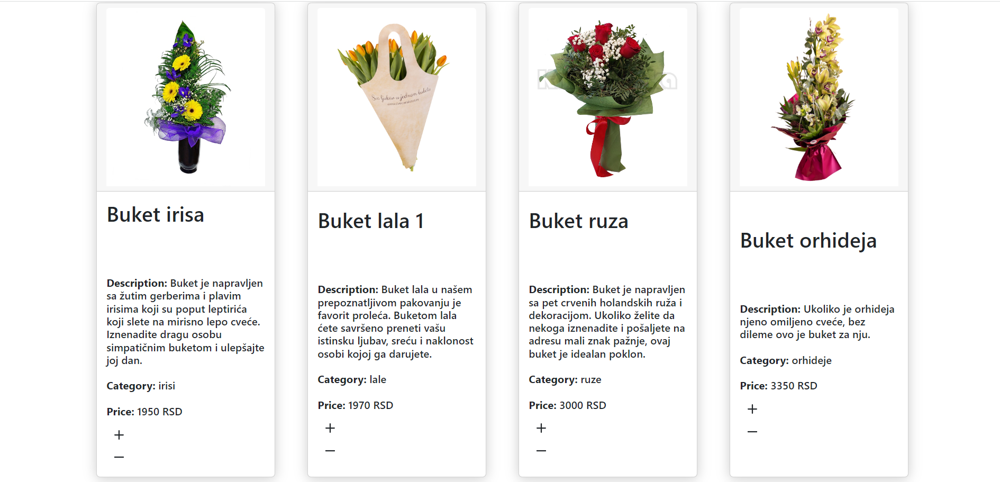 Sva ljubav u jednom buketu
Buket irisa
Description: Buket je napravljen
sa žutim gerberima i plavim
irisima koji su poput leptirića
koji slete na mirisno lepo cveće.
Iznenadite dragu osobu
simpatičnim buketom i ulepšajte
joj dan.
Category: irisi
Price: 1950 RSD
+
−
Buket lala 1
Description: Buket lala u našem
prepoznatljivom pakovanju je
favorit proleća. Buketom lala
ćete savršeno preneti vašu
istinsku ljubav, sreću i naklonost
osobi kojoj ga darujete.
Category: lale
Price: 1970 RSD
+
−
Buket ruza
Description: Buket je napravljen
sa pet crvenih holandskih ruža i
dekoracijom. Ukoliko želite da
nekoga iznenadite i pošaljete na
adresu mali znak pažnje, ovaj
buket je idealan poklon.
Category: ruze
Price: 3000 RSD
+
−
Buket orhideja
Description: Ukoliko je orhideja
njeno omiljeno cveće, bez
dileme ovo je buket za nju.
Category: orhideje
Price: 3350 RSD
+
−